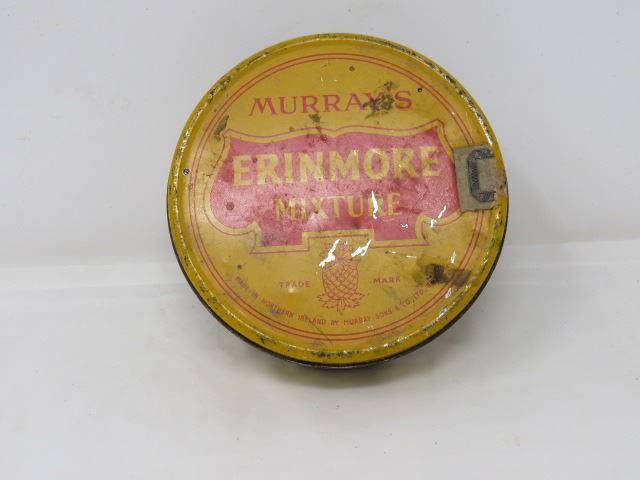 MURRAY'S
ERINMORE
MIXTURE
TRADE MARK
MADE IN NORTHERN IRELAND BY MURRAY, SONS & CO. LTD.